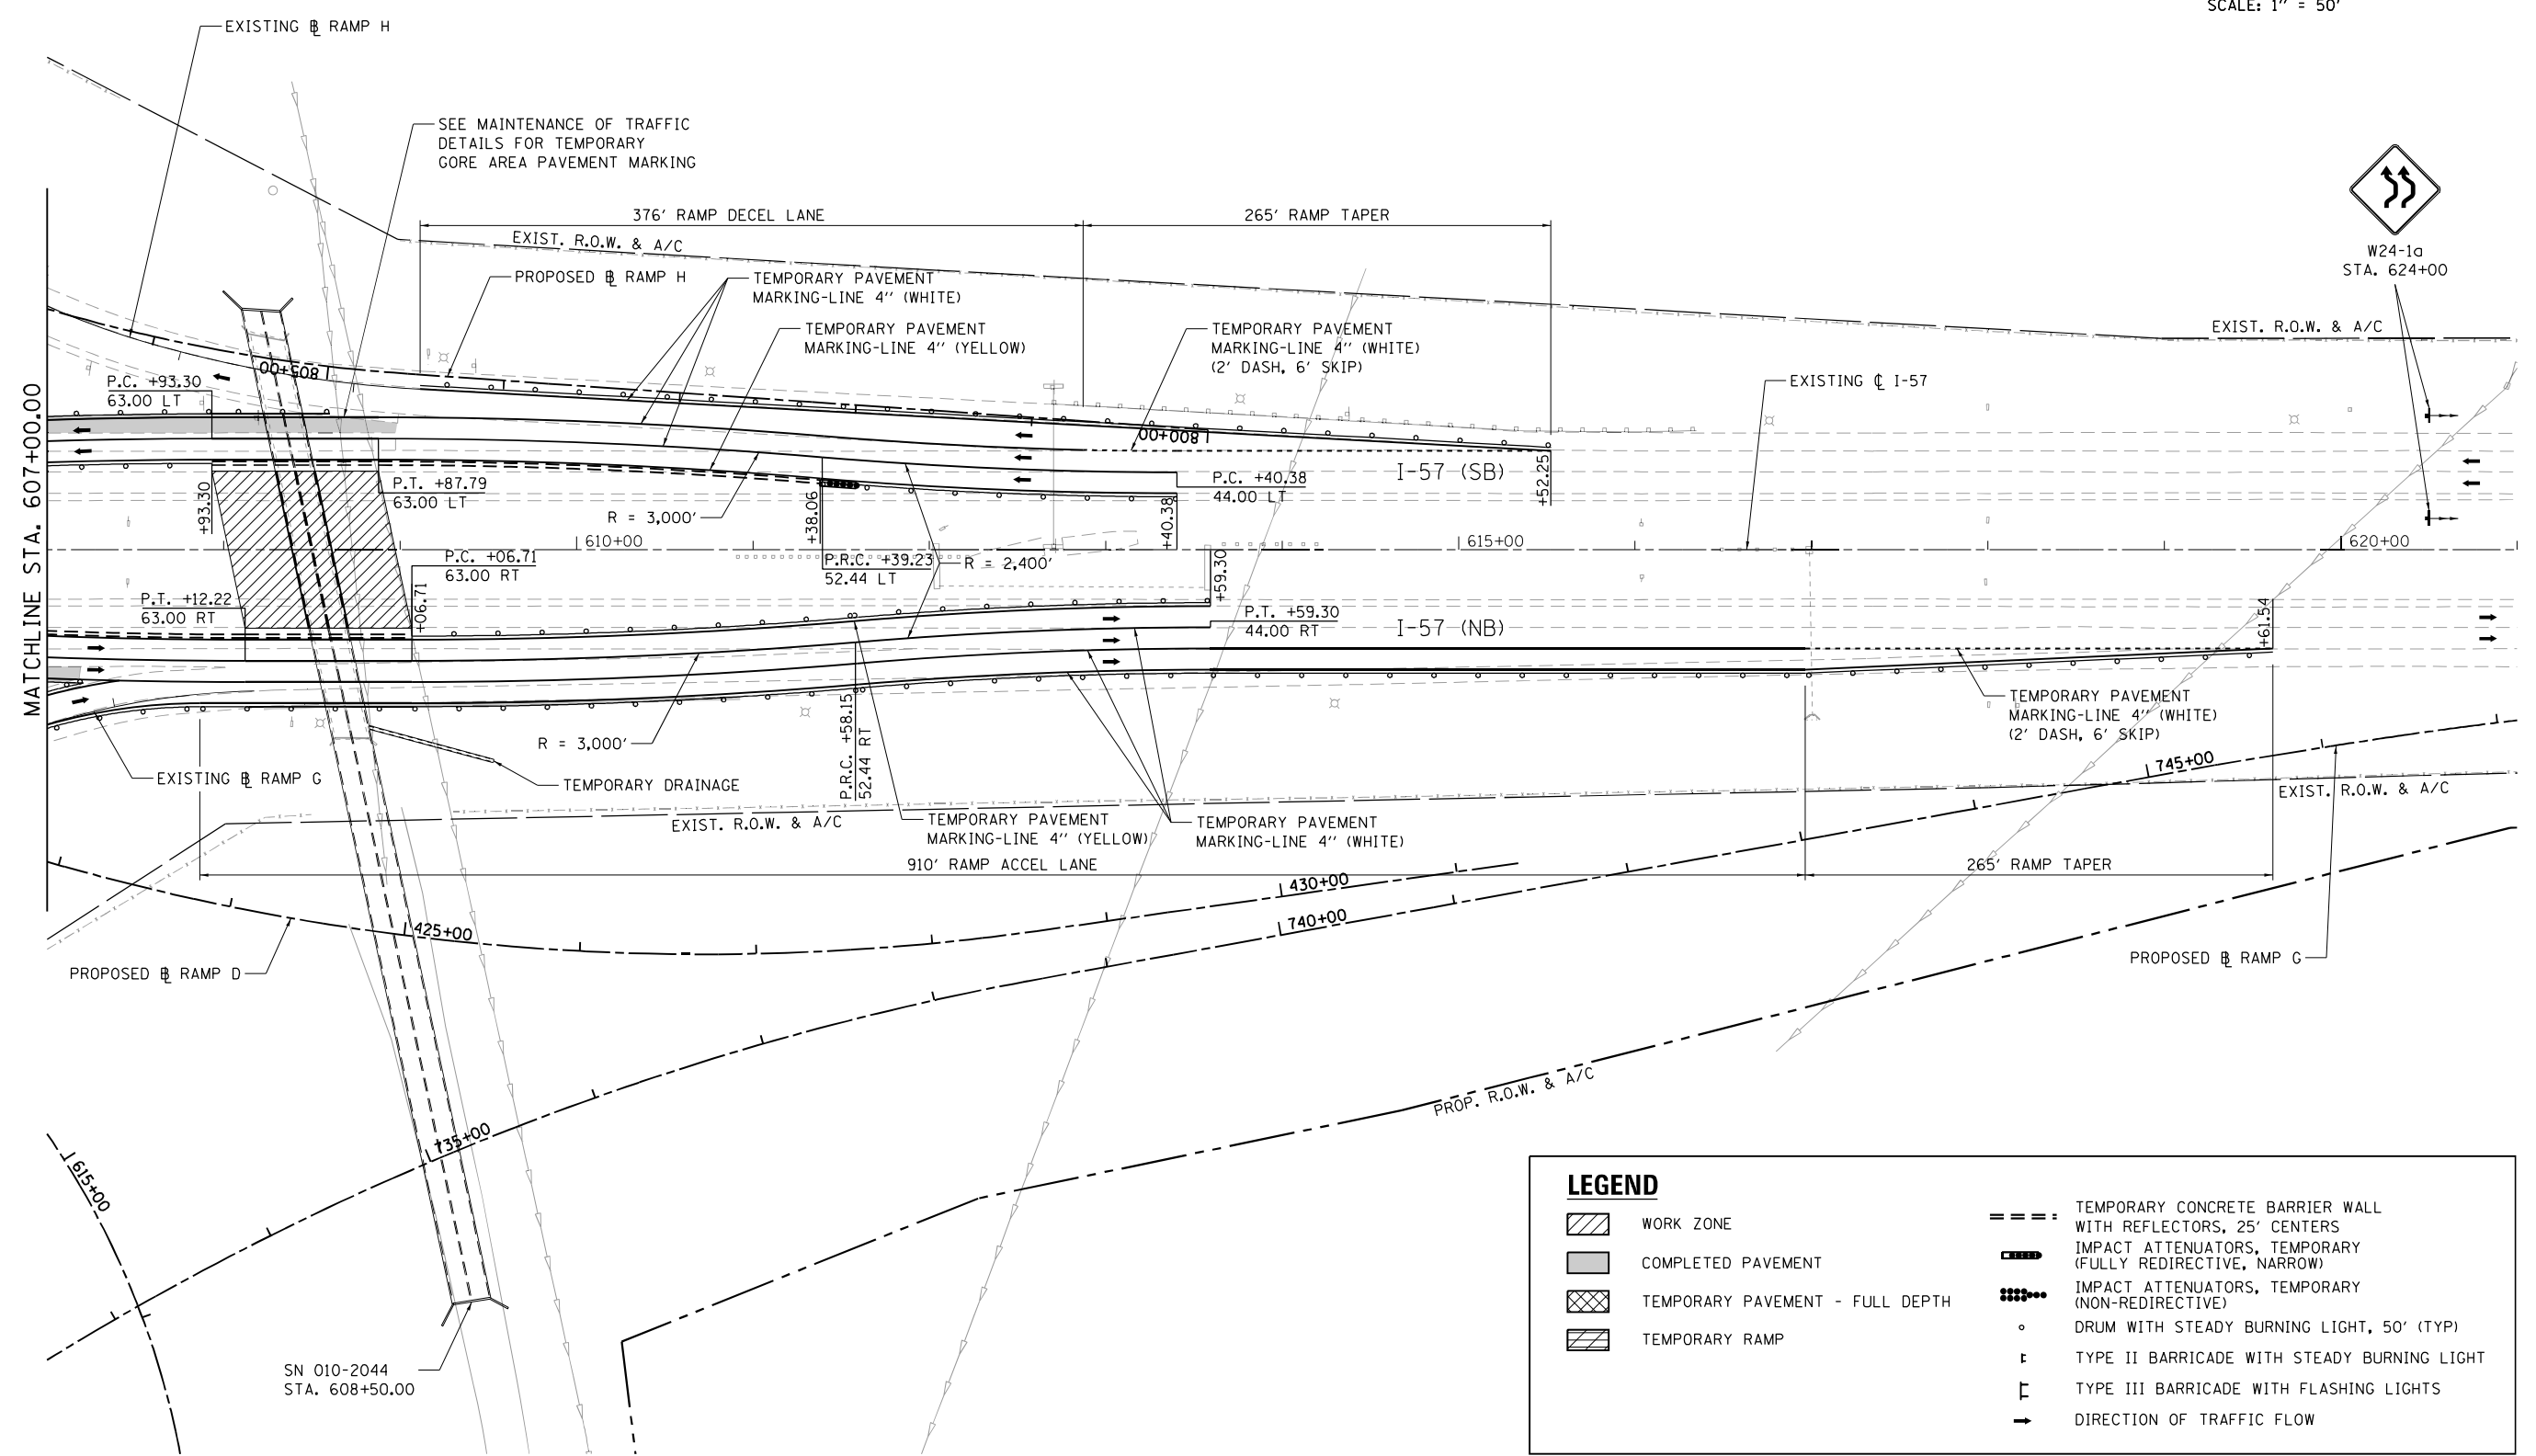 SCALE: 1" = 50'
EXISTING ℄ RAMP H
SEE MAINTENANCE OF TRAFFIC
DETAILS FOR TEMPORARY
GORE AREA PAVEMENT MARKING
376' RAMP DECEL LANE
265' RAMP TAPER
EXIST. R.O.W. & A/C
PROPOSED ℄ RAMP H
TEMPORARY PAVEMENT
MARKING-LINE 4" (WHITE)
TEMPORARY PAVEMENT
MARKING-LINE 4" (YELLOW)
TEMPORARY PAVEMENT
MARKING-LINE 4" (WHITE)
(2' DASH, 6' SKIP)
W24-1a
STA. 624+00
EXIST. R.O.W. & A/C
EXISTING ℄ I-57
MATCHLINE STA. 607+00.00
805+00
800+00
P.C. +93.30
63.00 LT
+93.30
P.T. +87.79
63.00 LT
R = 3,000'
+38.06
P.R.C. +39.23
52.44 LT
R = 2,400'
P.C. +40.38
44.00 LT
+40.38
I-57 (SB)
+52.25
610+00
615+00
620+00
P.C. +06.71
63.00 RT
+06.71
P.T. +12.22
63.00 RT
+59.30
P.T. +59.30
44.00 RT
I-57 (NB)
+61.54
R = 3,000'
P.R.C. +58.15
52.44 RT
TEMPORARY PAVEMENT
MARKING-LINE 4" (WHITE)
(2' DASH, 6' SKIP)
EXISTING ℄ RAMP G
TEMPORARY DRAINAGE
EXIST. R.O.W. & A/C
TEMPORARY PAVEMENT
MARKING-LINE 4" (YELLOW)
TEMPORARY PAVEMENT
MARKING-LINE 4" (WHITE)
745+00
EXIST. R.O.W. & A/C
910' RAMP ACCEL LANE
265' RAMP TAPER
430+00
425+00
740+00
PROPOSED ℄ RAMP D
PROPOSED ℄ RAMP G
PROP. R.O.W. & A/C
735+00
615+00
SN 010-2044
STA. 608+50.00
LEGEND
WORK ZONE
COMPLETED PAVEMENT
TEMPORARY PAVEMENT - FULL DEPTH
TEMPORARY RAMP
TEMPORARY CONCRETE BARRIER WALL
WITH REFLECTORS, 25' CENTERS
IMPACT ATTENUATORS, TEMPORARY
(FULLY REDIRECTIVE, NARROW)
IMPACT ATTENUATORS, TEMPORARY
(NON-REDIRECTIVE)
DRUM WITH STEADY BURNING LIGHT, 50' (TYP)
TYPE II BARRICADE WITH STEADY BURNING LIGHT
TYPE III BARRICADE WITH FLASHING LIGHTS
DIRECTION OF TRAFFIC FLOW